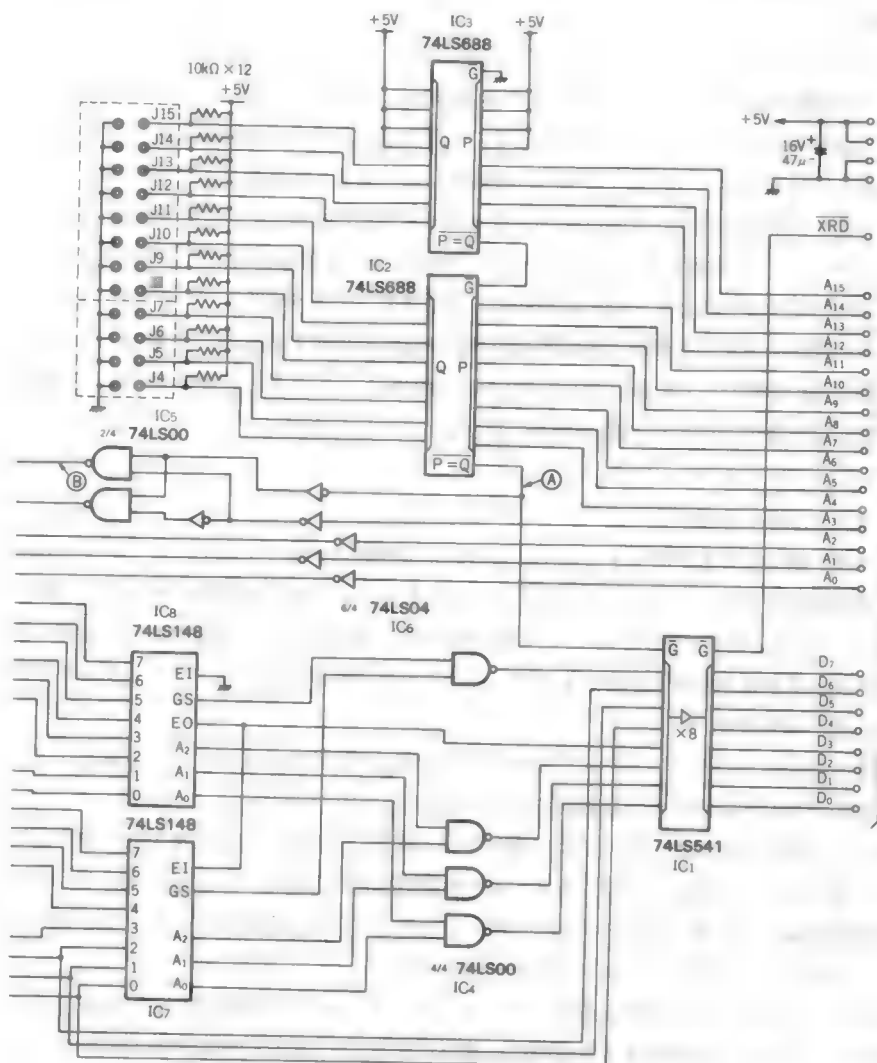 IC3
+5V
+5V
74LS688
10kΩ×12
+5V
G
J15
J14
J13
J12
J11
J10
J9
J7
J6
J5
J4
Q
P
P=Q
+5V
16V
+
47μ
-
XRD
IC2
74LS688
G
Q
P
P=Q
A15
A14
A13
A12
A11
A10
A9
A8
A7
A6
A5
A4
A3
A2
A1
A0
IC5
2/4 74LS00
B
A
6/4 74LS04
IC6
IC8
74LS148
7
6
5
4
3
2
1
0
EI
GS
EO
A2
A1
A0
74LS148
7
6
5
4
3
2
1
0
EI
GS
A2
A1
A0
IC7
4/4 74LS00
IC4
G
G
×8
74LS541
IC1
D7
D6
D5
D4
D3
D2
D1
D0